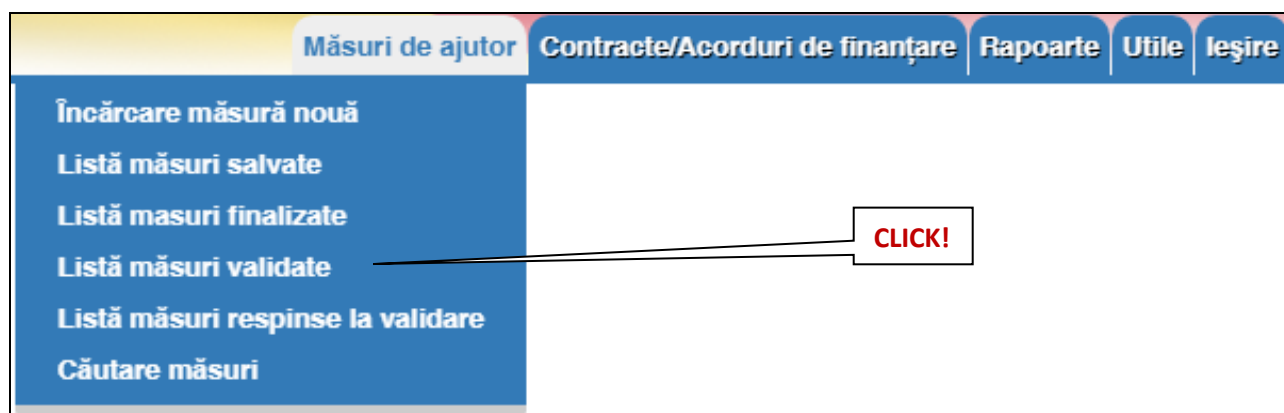 Măsuri de ajutor Contracte/Acorduri de finanțare Rapoarte Utile Ieșire
Încărcare măsură nouă
Listă măsuri salvate
Listă masuri finalizate
CLICK!
Listă măsuri validate
Listă măsuri respinse la validare
Căutare măsuri